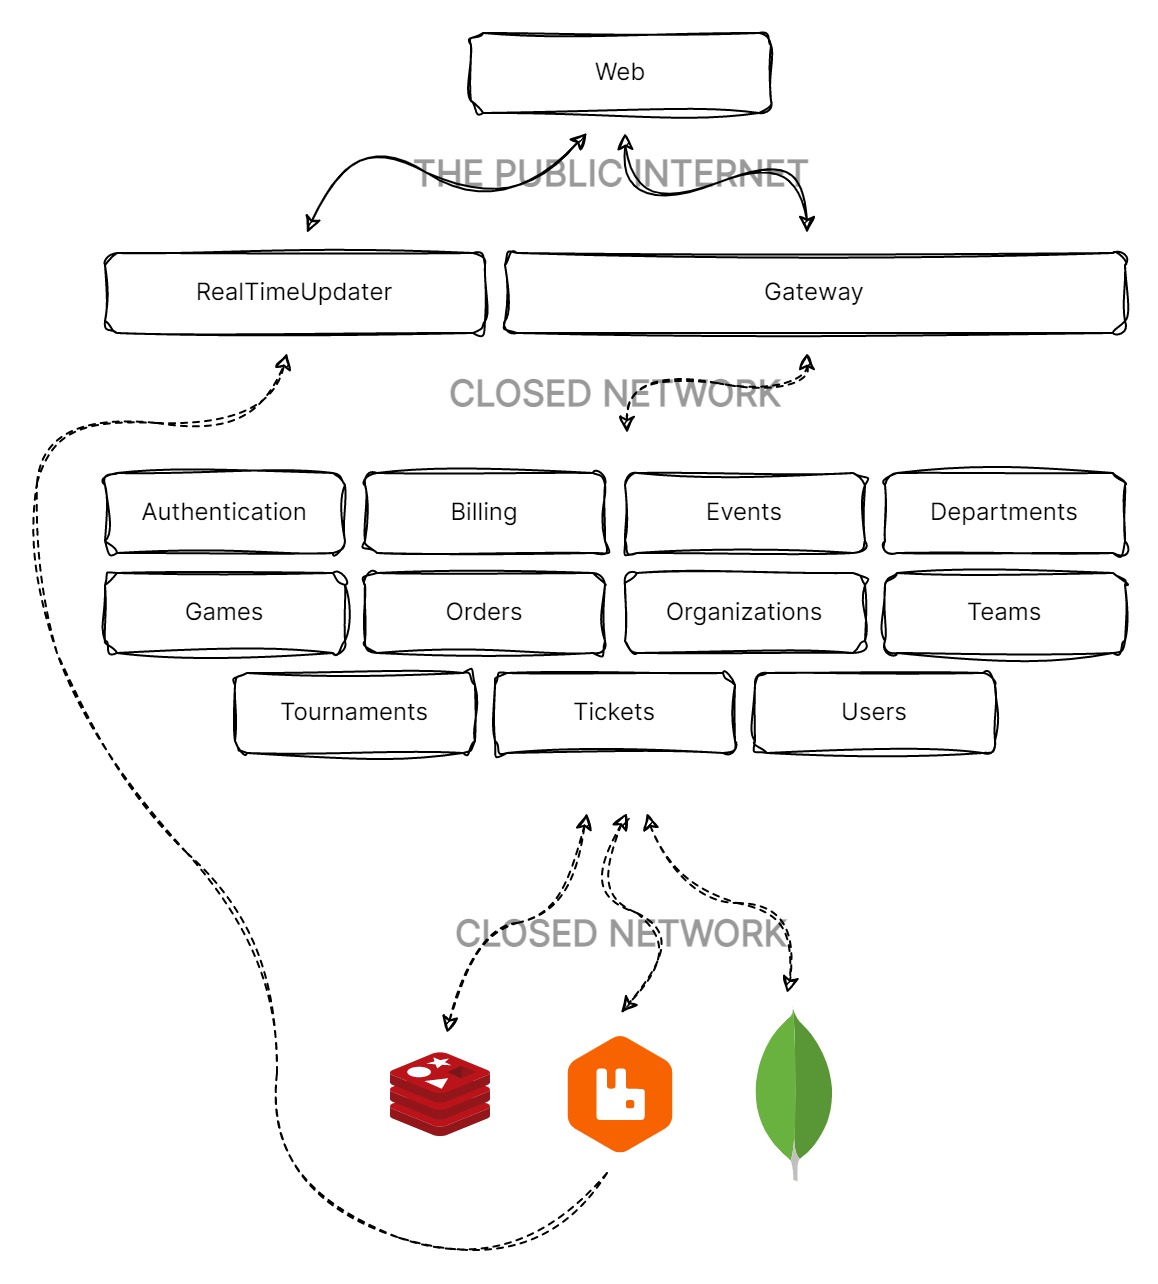 Web
THE PUBLIC INTERNET
RealTimeUpdater
Gateway
CLOSED NETWORK
Authentication
Billing
Events
Departments
Games
Orders
Organizations
Teams
Tournaments
Tickets
Users
CLOSED NETWORK